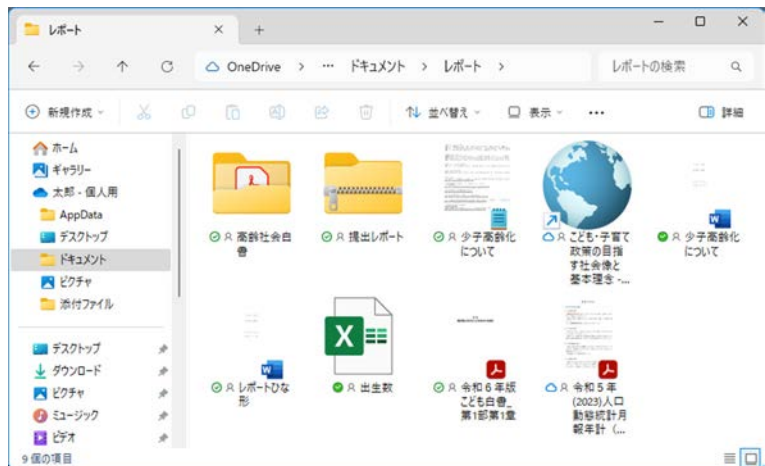 レポート
OneDrive > … ドキュメント > レポート >
レポートの検索
新規作成
並べ替え
表示
詳細
ホーム
ギャラリー
太郎 - 個人用
AppData
デスクトップ
ドキュメント
ピクチャ
添付ファイル
デスクトップ
ダウンロード
ピクチャ
ミュージック
ビデオ
高齢社会白
書
提出レポート
少子高齢化
について
こども・子育て
政策の目指
す社会像と
基本理念 -...
少子高齢化
について
レポートひな
形
出生数
令和６年版
こども白書_
第1部第1章
令和５年
(2023)人口
動態統計月
報年計（...
9 個の項目